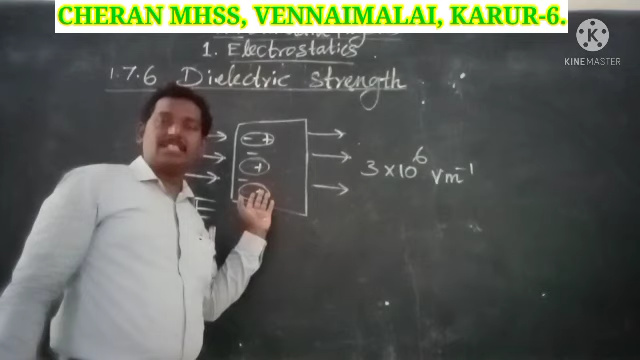 CHERAN MHSS, VENNAIMALAI, KARUR-6.
K
KINEMASTER
1. Electrostatics
1.7.6 Dielectric strength
- +
- +
- +
E
3 × 10⁶ Vm⁻¹